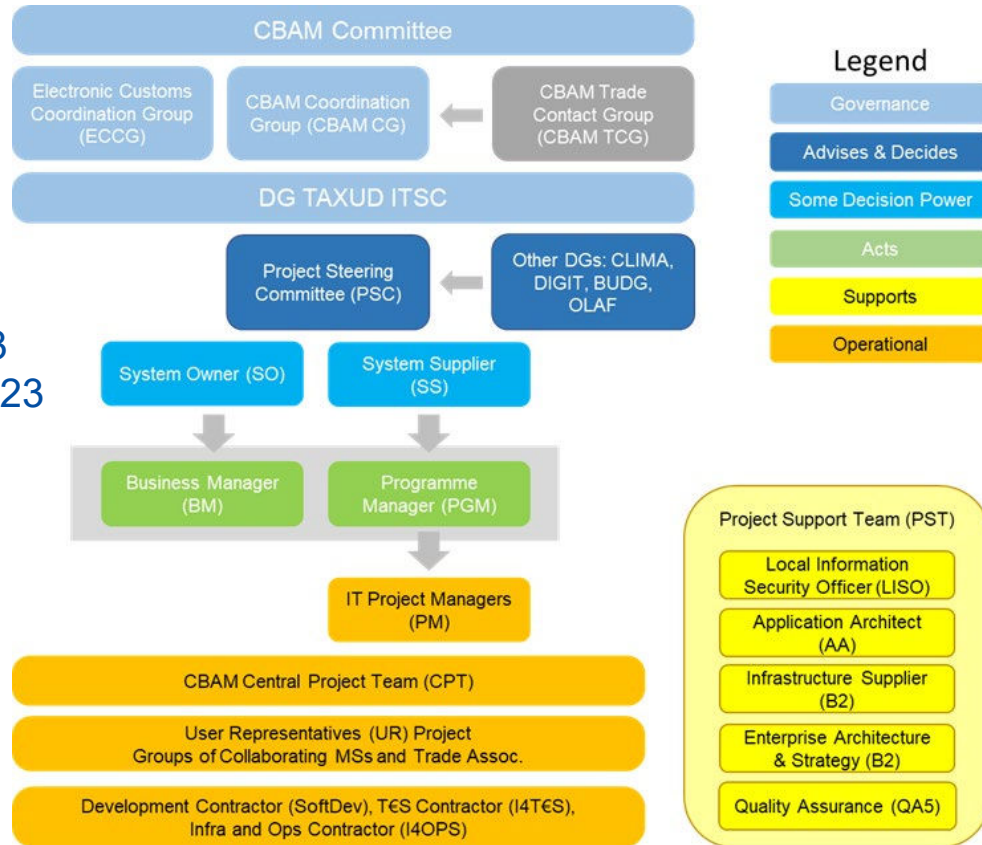 CBAM Committee
Electronic Customs
Coordination Group
(ECCG)
CBAM Coordination
Group (CBAM CG)
CBAM Trade
Contact Group
(CBAM TCG)
DG TAXUD ITSC
Project Steering
Committee (PSC)
Other DGs: CLIMA,
DIGIT, BUDG,
OLAF
3
23
System Owner (SO)
System Supplier
(SS)
Business Manager
(BM)
Programme
Manager (PGM)
IT Project Managers
(PM)
CBAM Central Project Team (CPT)
User Representatives (UR) Project
Groups of Collaborating MSs and Trade Assoc.
Development Contractor (SoftDev), T€S Contractor (I4T€S),
Infra and Ops Contractor (I4OPS)
Legend
Governance
Advises & Decides
Some Decision Power
Acts
Supports
Operational
Project Support Team (PST)
Local Information
Security Officer (LISO)
Application Architect
(AA)
Infrastructure Supplier
(B2)
Enterprise Architecture
& Strategy (B2)
Quality Assurance (QA5)